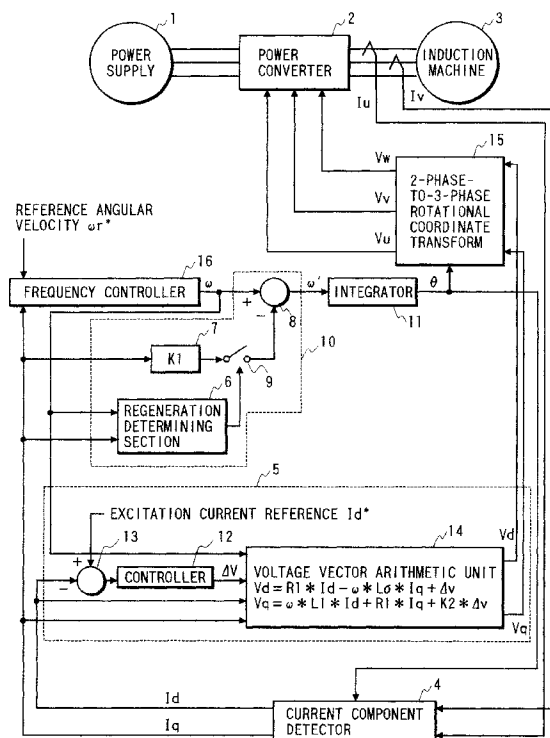 1
2
3
POWER
SUPPLY
POWER
CONVERTER
INDUCTION
MACHINE
Iu
Iv
15
Vw
Vv
Vu
2-PHASE-
TO-3-PHASE
ROTATIONAL
COORDINATE
TRANSFORM
REFERENCE ANGULAR
VELOCITY ωr*
16
FREQUENCY CONTROLLER
ω
+
−
8
ω'
INTEGRATOR
11
θ
7
K1
9
10
6
REGENERATION
DETERMINING
SECTION
5
EXCITATION CURRENT REFERENCE Id*
13
+
−
12
CONTROLLER
ΔV
14
VOLTAGE VECTOR ARITHMETIC UNIT
Vd=R1*Id−ω*Lσ*Iq+Δv
Vq=ω*L1*Id+R1*Iq+K2*Δv
Vd
Vq
4
Id
Iq
CURRENT COMPONENT
DETECTOR